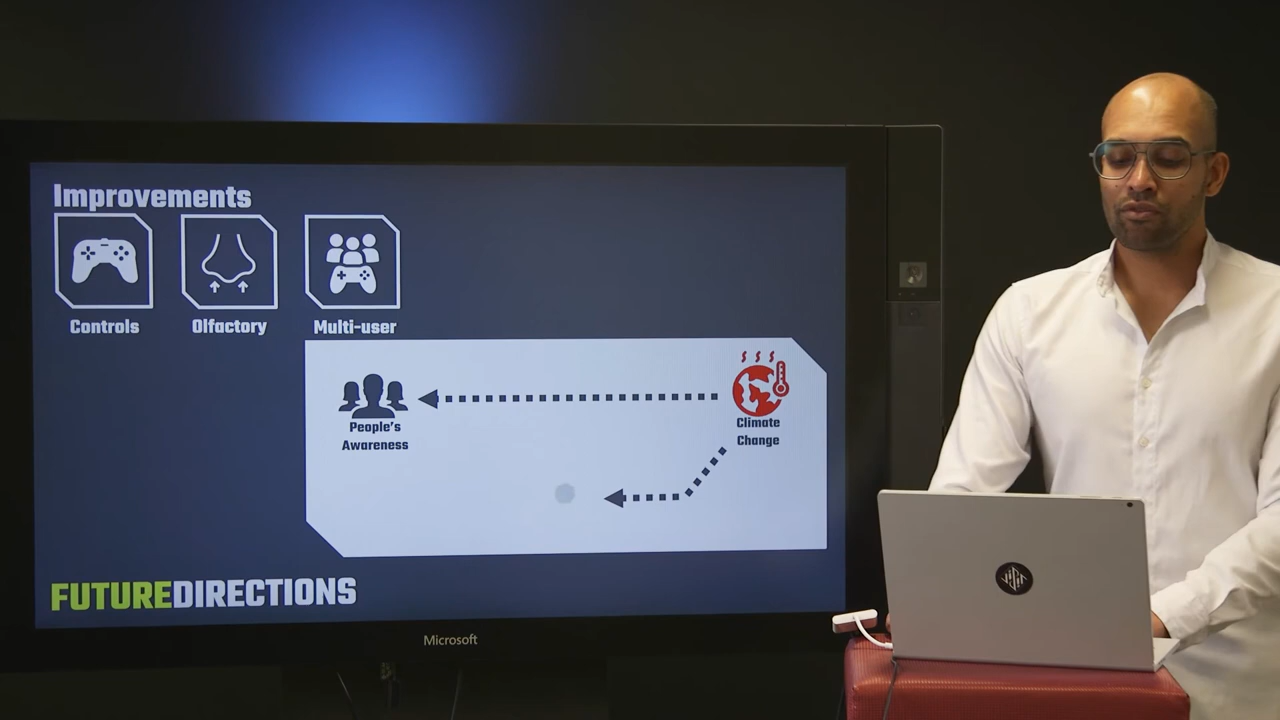 Improvements
Controls
Olfactory
Multi-user
People's
Awareness
Climate
Change
FUTUREDIRECTIONS
Microsoft